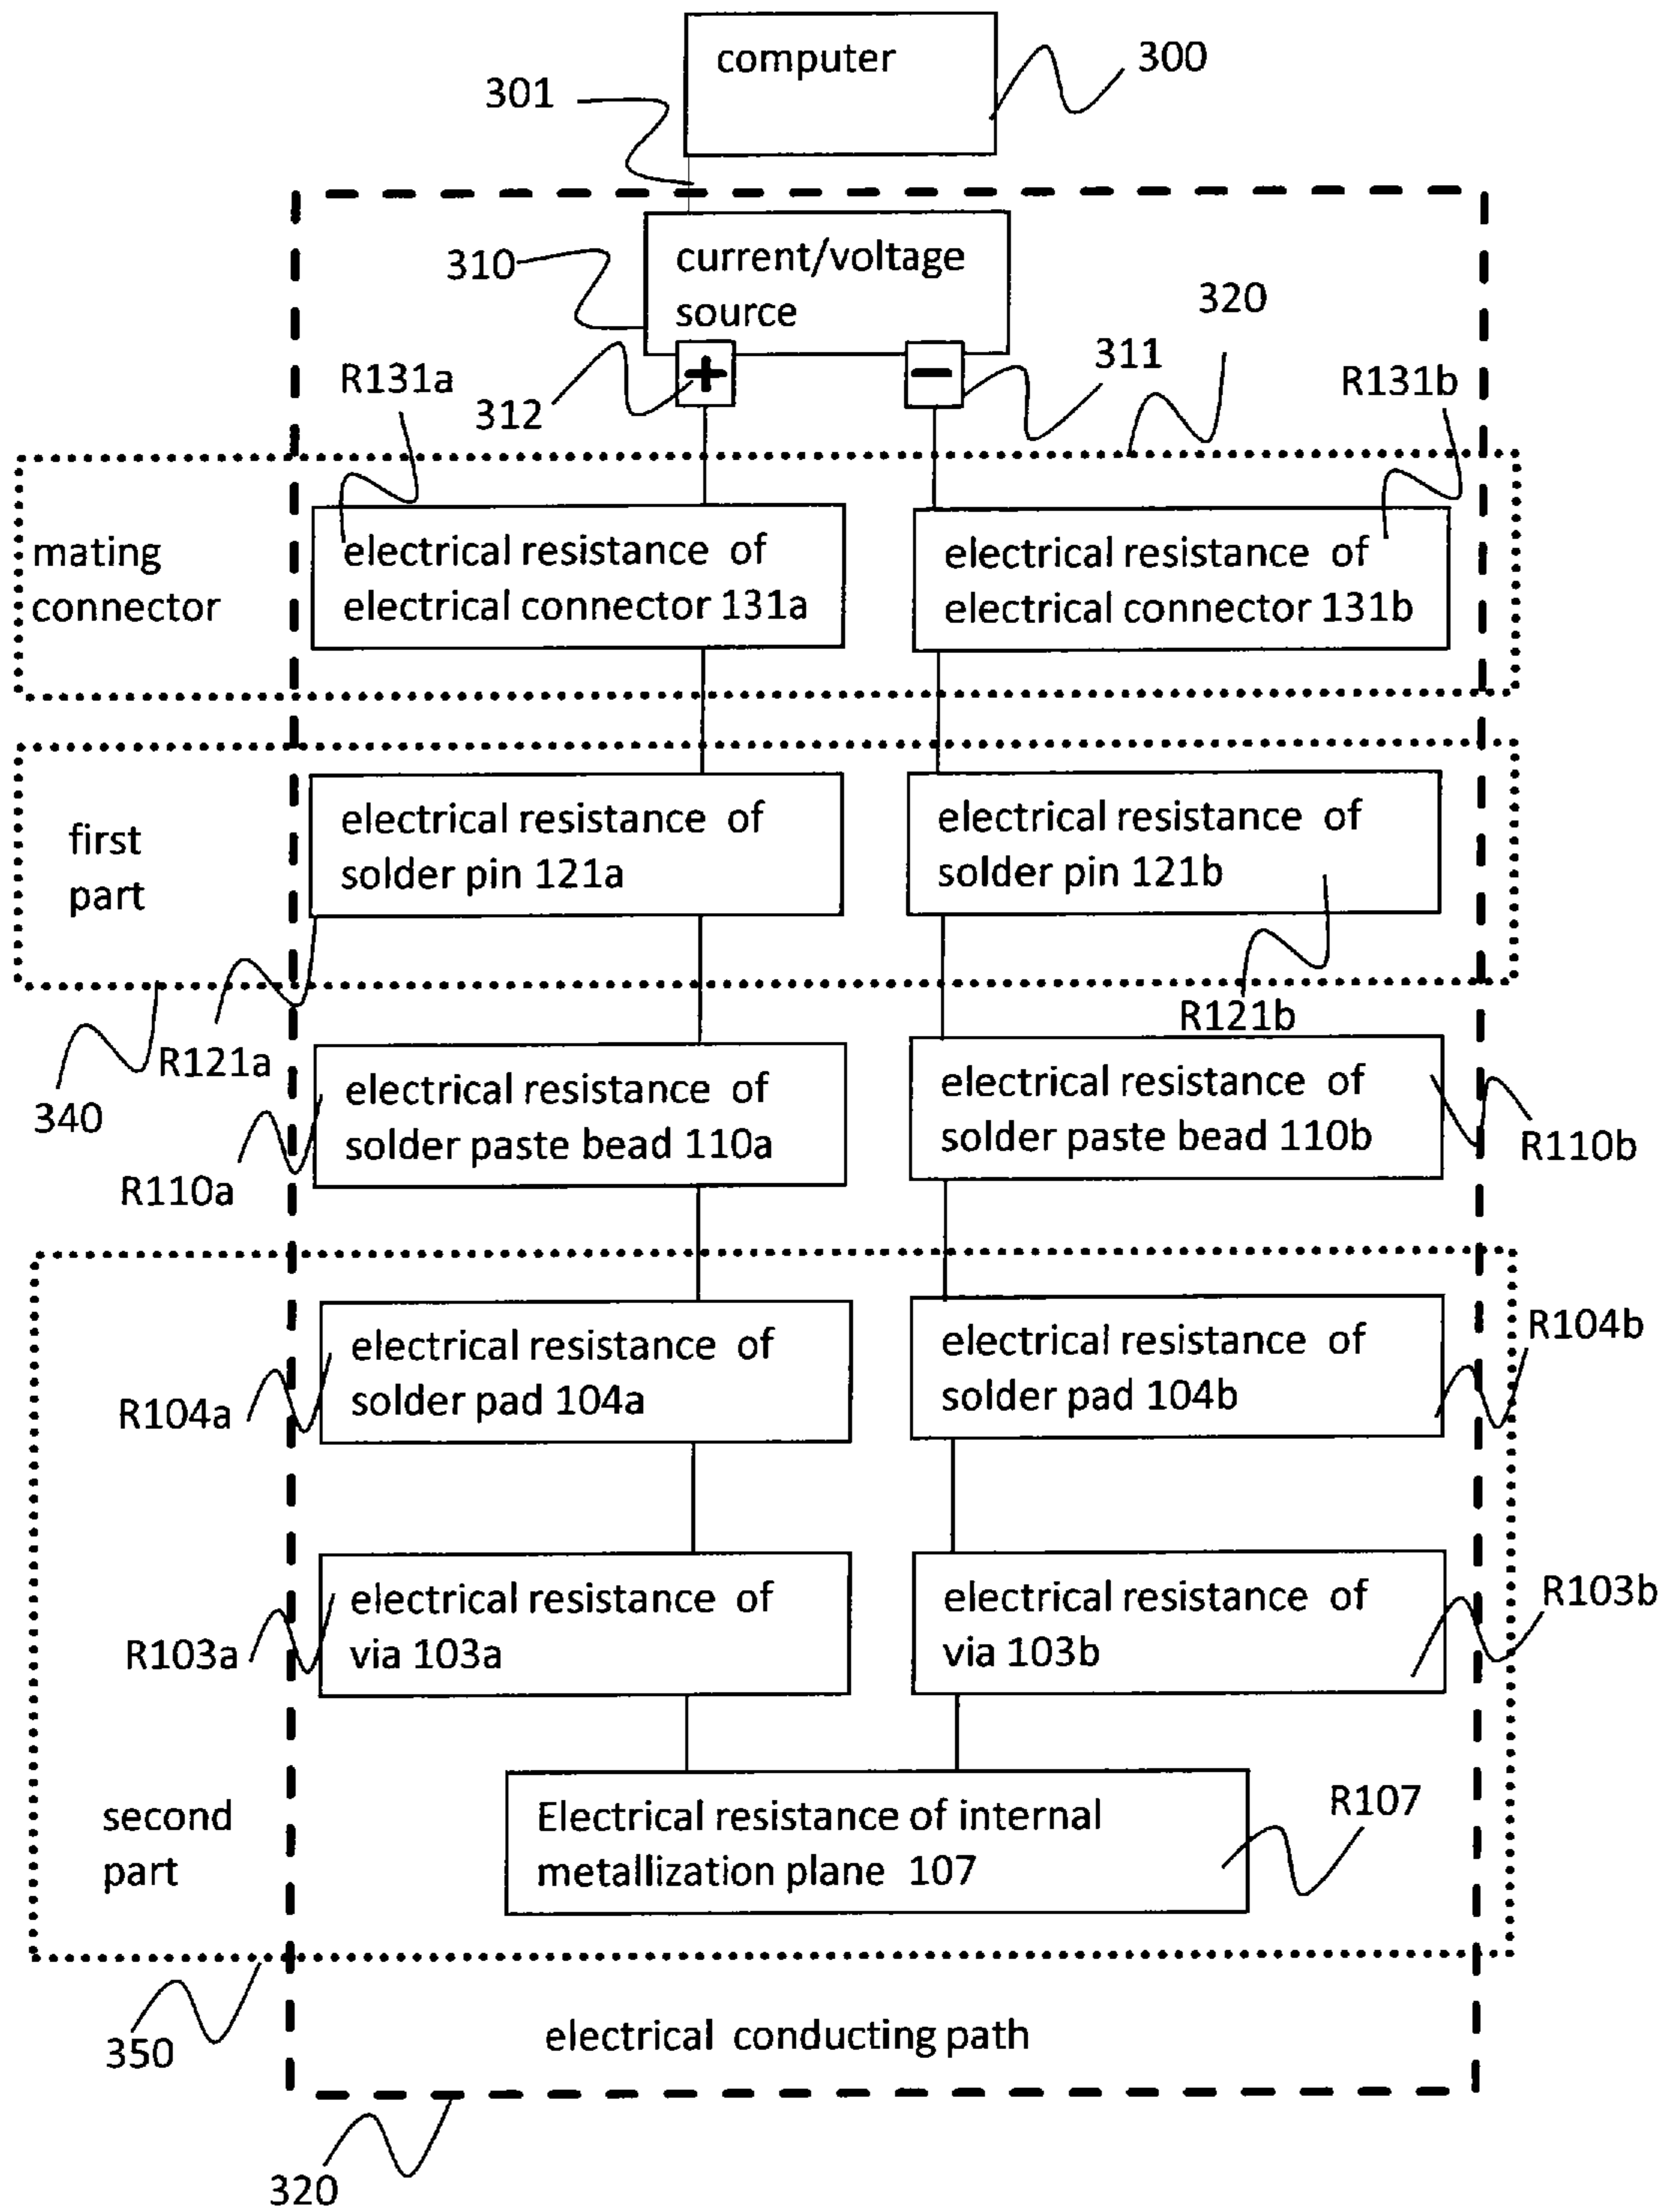 computer
300
301
310
current/voltage
source
320
R131a
312
+
−
311
R131b
mating
connector
electrical resistance of
electrical connector 131a
electrical resistance of
electrical connector 131b
first
part
electrical resistance of
solder pin 121a
electrical resistance of
solder pin 121b
R121a
R121b
340
electrical resistance of
solder paste bead 110a
electrical resistance of
solder paste bead 110b
R110a
R110b
electrical resistance of
solder pad 104a
electrical resistance of
solder pad 104b
R104a
R104b
electrical resistance of
via 103a
electrical resistance of
via 103b
R103a
R103b
second
part
Electrical resistance of internal
metallization plane 107
R107
350
electrical conducting path
320